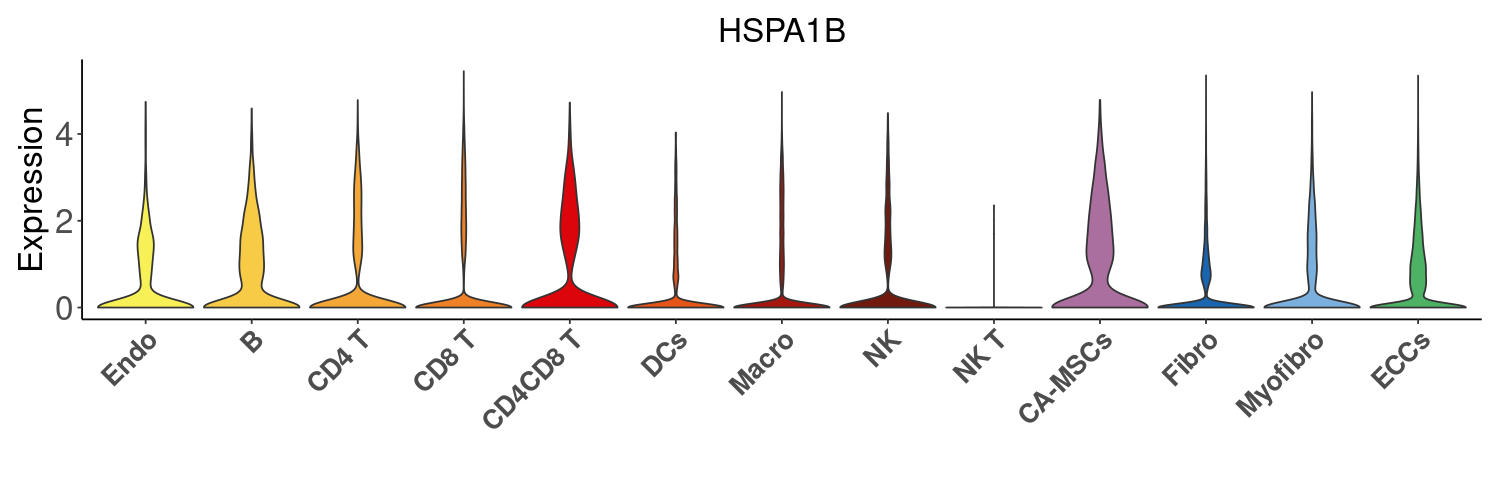 HSPA1B
Expression
4
2
0
Endo
B
CD4 T
CD8 T
CD4CD8 T
DCs
Macro
NK
NK T
CA-MSCs
Fibro
Myofibro
ECCs